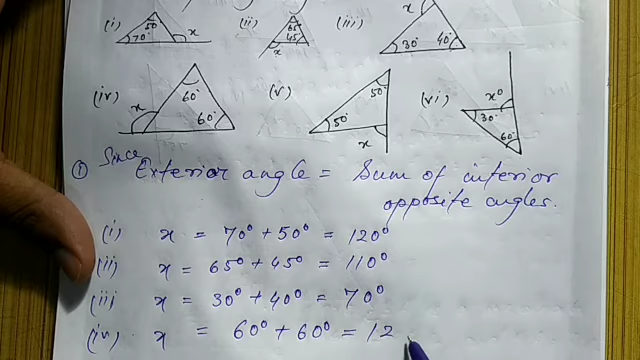 (i) 50° 70° x (ii) 65° 45° x (iii) x 30° 40°
(iv) x 60° 60° (v) 50° 50° x (vi) x° 30° 60°
① Since Exterior angle = Sum of interior
opposite angles.
(i) x = 70° + 50° = 120°
(ii) x = 65° + 45° = 110°
(iii) x = 30° + 40° = 70°
(iv) x = 60° + 60° = 12